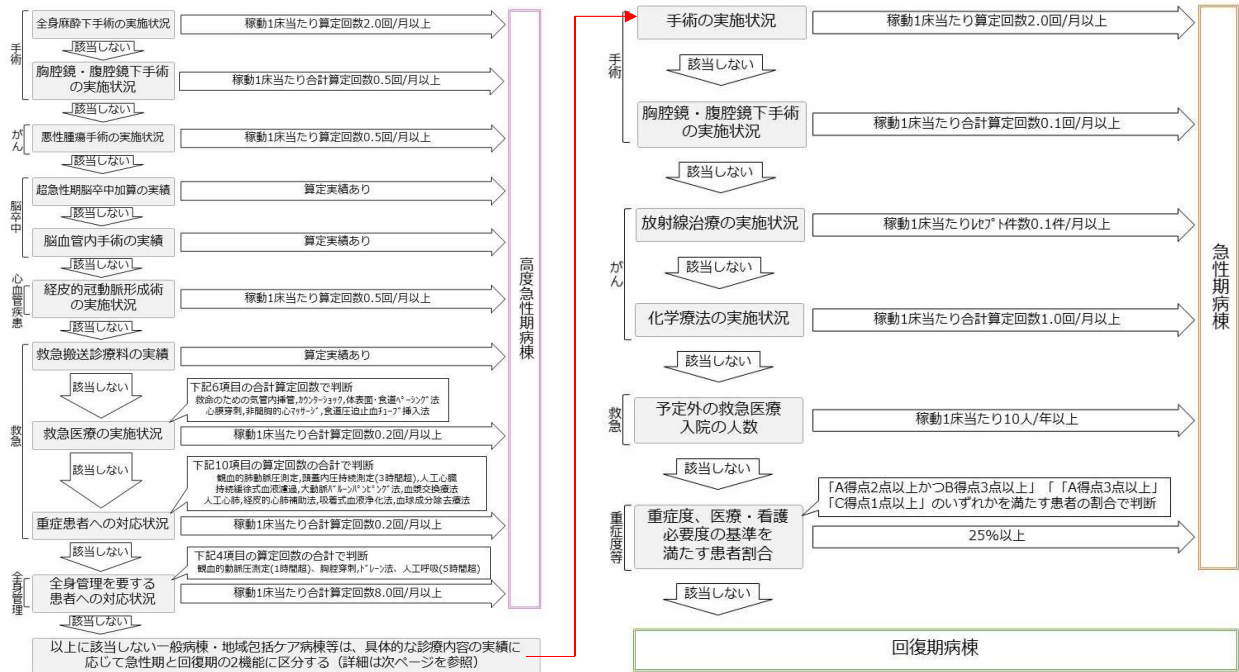 手術
全身麻酔下手術の実施状況
稼動1床当たり算定回数2.0回/月以上
該当しない
胸腔鏡・腹腔鏡下手術
の実施状況
稼動1床当たり合計算定回数0.5回/月以上
該当しない
がん
悪性腫瘍手術の実施状況
稼動1床当たり算定回数0.5回/月以上
該当しない
脳卒中
超急性期脳卒中加算の実績
算定実績あり
該当しない
脳血管内手術の実績
算定実績あり
該当しない
心血管疾患
経皮的冠動脈形成術
の実施状況
稼動1床当たり算定回数0.5回/月以上
該当しない
救急
救急搬送診療料の実績
算定実績あり
該当しない
下記6項目の合計算定回数で判断
救命のための気管内挿管,ｶｳﾝﾀｰｼｮｯｸ,体表面・食道ﾍﾟｰｼﾝｸﾞ法
心膜穿刺,非開胸的心ﾏｯｻｰｼﾞ,食道圧迫止血ﾁｭｰﾌﾞ挿入法
救急医療の実施状況
稼動1床当たり合計算定回数0.2回/月以上
該当しない
下記10項目の算定回数の合計で判断
観血的肺動脈圧測定,頭蓋内圧持続測定(3時間超),人工心臓
持続緩徐式血液濾過,大動脈ﾊﾞﾙｰﾝﾊﾟﾝﾋﾟﾝｸﾞ法,血漿交換療法
人工心肺,経皮的心肺補助法,吸着式血液浄化法,血球成分除去療法
重症患者への対応状況
稼動1床当たり合計算定回数0.2回/月以上
該当しない
下記4項目の算定回数の合計で判断
観血的動脈圧測定(1時間超)、胸腔穿刺,ﾄﾞﾚｰﾝ法、人工呼吸(5時間超)
全身管理
全身管理を要する
患者への対応状況
稼動1床当たり合計算定回数8.0回/月以上
該当しない
以上に該当しない一般病棟・地域包括ケア病棟等は、具体的な診療内容の実績に
応じて急性期と回復期の2機能に区分する（詳細は次ページを参照）
高度急性期病棟
手術
手術の実施状況
稼動1床当たり算定回数2.0回/月以上
該当しない
胸腔鏡・腹腔鏡下手術
の実施状況
稼動1床当たり合計算定回数0.1回/月以上
該当しない
がん
放射線治療の実施状況
稼動1床当たりﾚｾﾌﾟﾄ件数0.1件/月以上
該当しない
化学療法の実施状況
稼動1床当たり合計算定回数1.0回/月以上
該当しない
救急
予定外の救急医療
入院の人数
稼動1床当たり10人/年以上
該当しない
「A得点2点以上かつB得点3点以上」「「A得点3点以上」
「C得点1点以上」のいずれかを満たす患者の割合で判断
重症度等
重症度、医療・看護
必要度の基準を
満たす患者割合
25%以上
該当しない
急性期病棟
回復期病棟